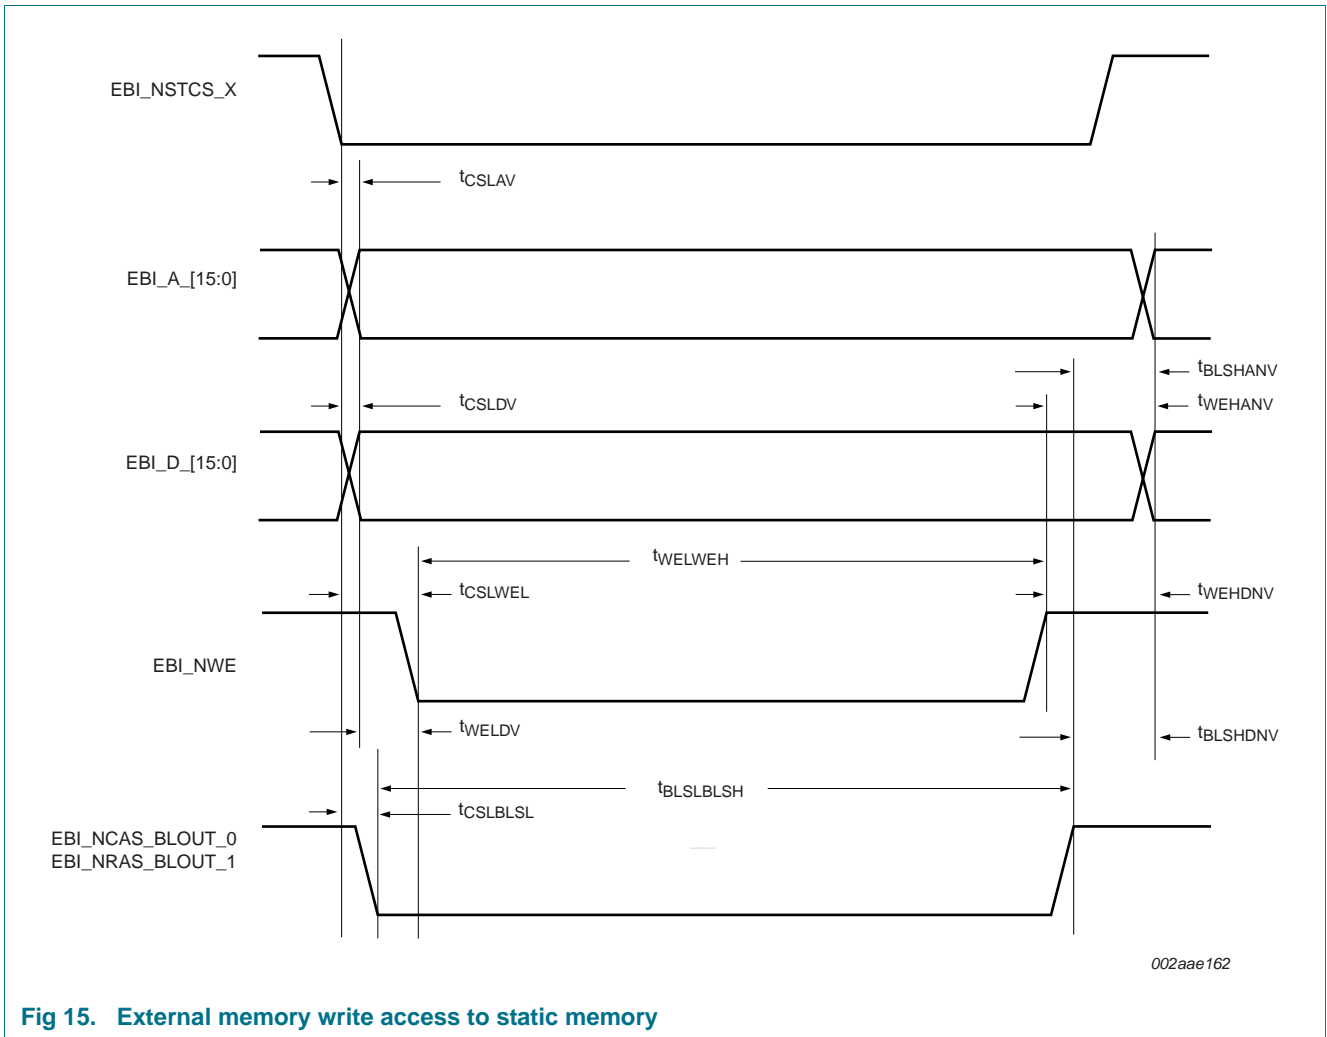 EBI_NSTCS_X
tCSLAV
EBI_A_[15:0]
tBLSHANV
tCSLDV
tWEHANV
EBI_D_[15:0]
tWELWEH
tCSLWEL
tWEHDNV
EBI_NWE
tWELDV
tBLSHDNV
tBLSLBLSH
tCSLBLSL
EBI_NCAS_BLOUT_0
EBI_NRAS_BLOUT_1
002aae162
Fig 15. External memory write access to static memory